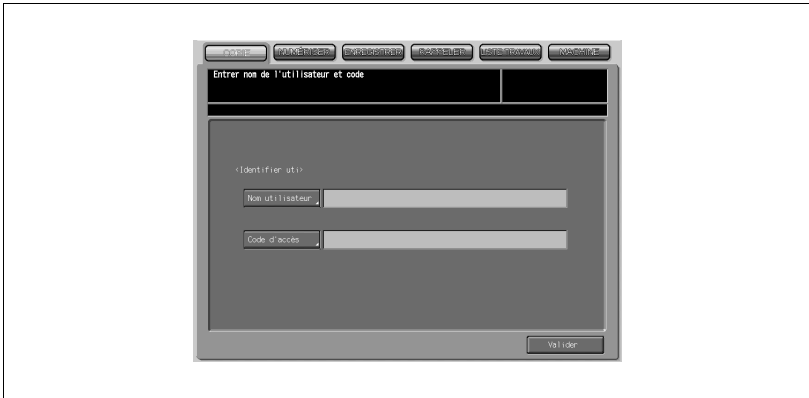 COPIE NUMÉRISER ENREGISTRER RAPPELER LISTE TRAVAUX MACHINE
Entrer nom de l'utilisateur et code
<Identifier uti>
Nom utilisateur
Code d'accès
Valider